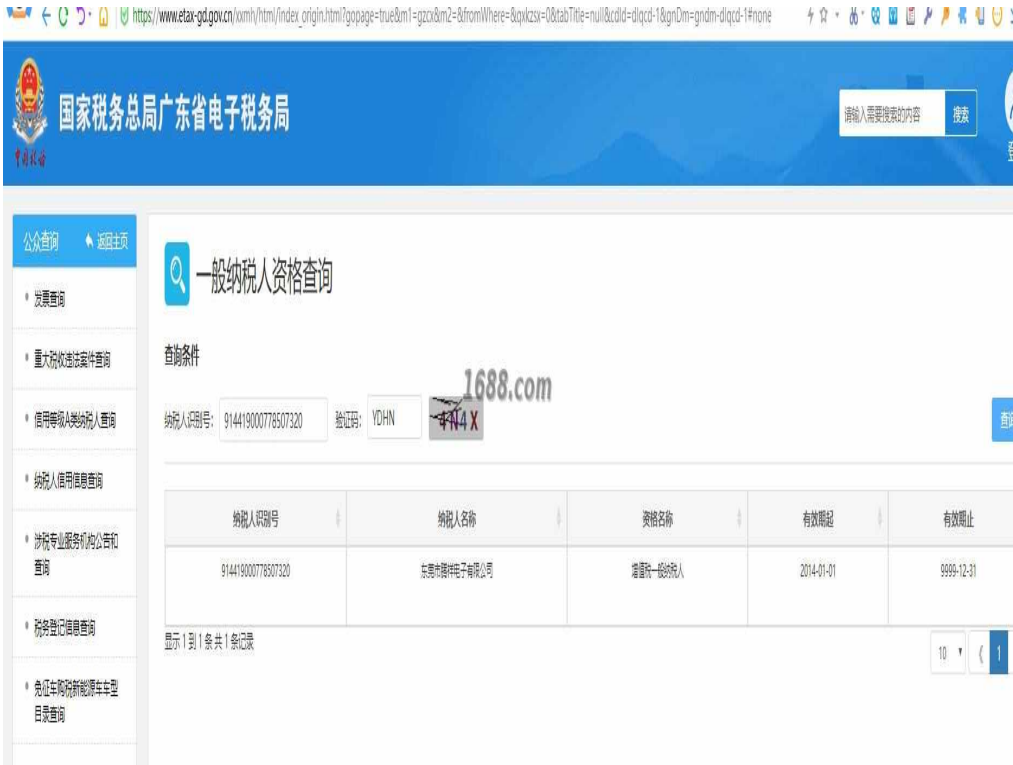 https://www.etax-gd.gov.cn/xxmh/html/index_origin.html?gopage=true&m1=gzcx&m2=&fromWhere=&qxkzsx=0&tabTitle=null&cdId=dlqcd-1&gnDm=gndm-dlqcd-1#none
国家税务总局广东省电子税务局
请输入需要搜索的内容 搜索
中国税务
公众查询 返回主页
一般纳税人资格查询
发票查询
重大税收违法案件查询
查询条件
1688.com
信用等级A类纳税人查询
纳税人识别号: 914419000778507320 验证码: YDHN 4N4X
纳税人信用信息查询
纳税人识别号 纳税人名称 资格名称 有效期起 有效期止
涉税专业服务机构公告和
查询
914419000778507320 东莞市腾祥电子有限公司 增值税一般纳税人 2014-01-01 9999-12-31
税务登记信息查询
显示 1 到 1 条 共 1 条记录
10 1
免征车购税新能源车车型
目录查询